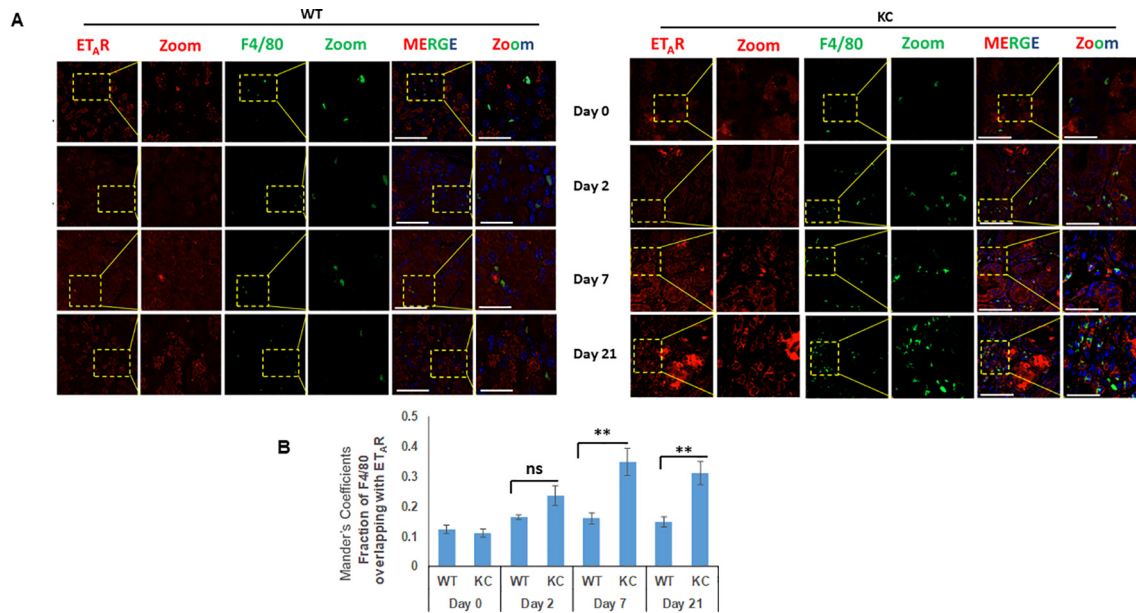 A
WT
KC
ETAR Zoom F4/80 Zoom MERGE Zoom
ETAR Zoom F4/80 Zoom MERGE Zoom
Day 0
Day 2
Day 7
Day 21
B
Mander's Coefficients
Fraction of F4/80
overlapping with ETAR
0.5
0.4
0.3
0.2
0.1
0
ns
**
**
WT KC WT KC WT KC WT KC
Day 0 Day 2 Day 7 Day 21